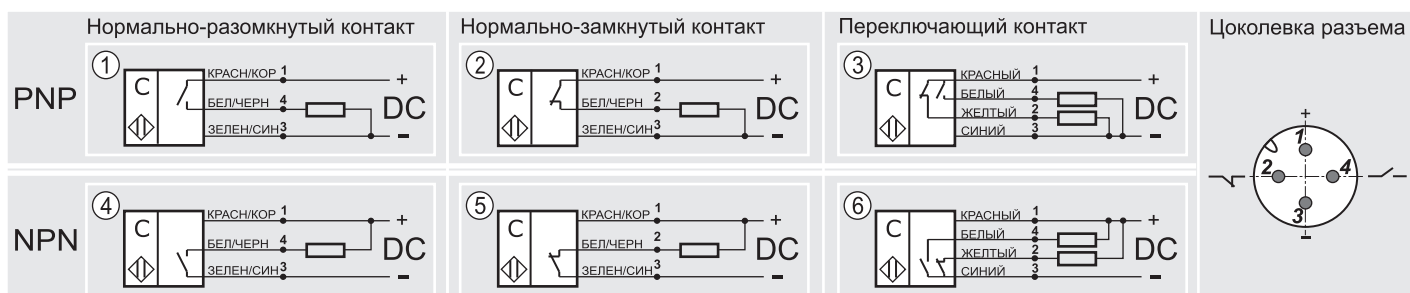 Нормально-разомкнутый контакт
Нормально-замкнутый контакт
Переключающий контакт
Цоколевка разъема
PNP
1
C
КРАСН/КОР 1
+
БЕЛ/ЧЕРН 4
DC
ЗЕЛЕН/СИН 3
-
2
C
КРАСН/КОР 1
+
БЕЛ/ЧЕРН 2
DC
ЗЕЛЕН/СИН 3
-
3
C
КРАСНЫЙ 1
+
БЕЛЫЙ 4
ЖЕЛТЫЙ 2
DC
СИНИЙ 3
-
NPN
4
C
КРАСН/КОР 1
+
БЕЛ/ЧЕРН 4
DC
ЗЕЛЕН/СИН 3
-
5
C
КРАСН/КОР 1
+
БЕЛ/ЧЕРН 2
DC
ЗЕЛЕН/СИН 3
-
6
C
КРАСНЫЙ 1
+
БЕЛЫЙ 4
ЖЕЛТЫЙ 2
DC
СИНИЙ 3
-
+
1
2 4
3
-